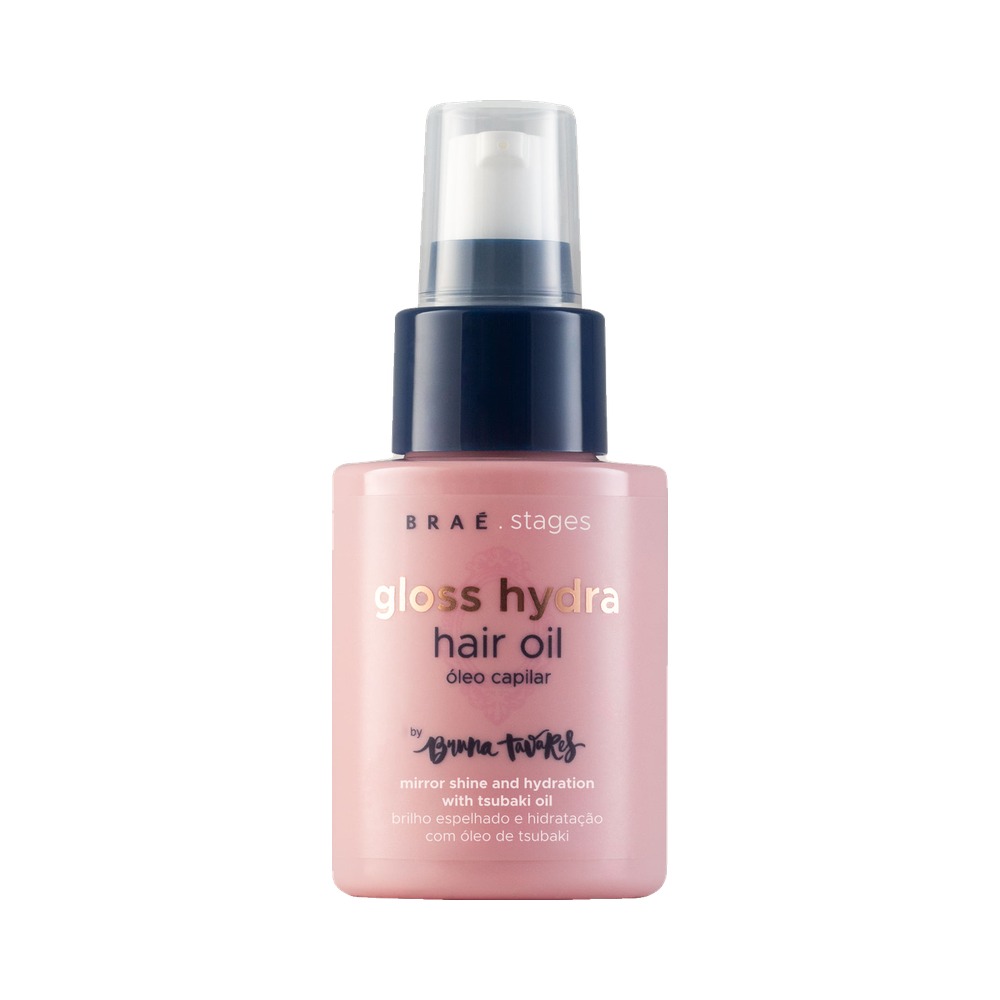 BRAÉ . stages
gloss hydra
hair oil
óleo capilar
by Bruna Tavares
mirror shine and hydration
with tsubaki oil
brilho espelhado e hidratação
com óleo de tsubaki